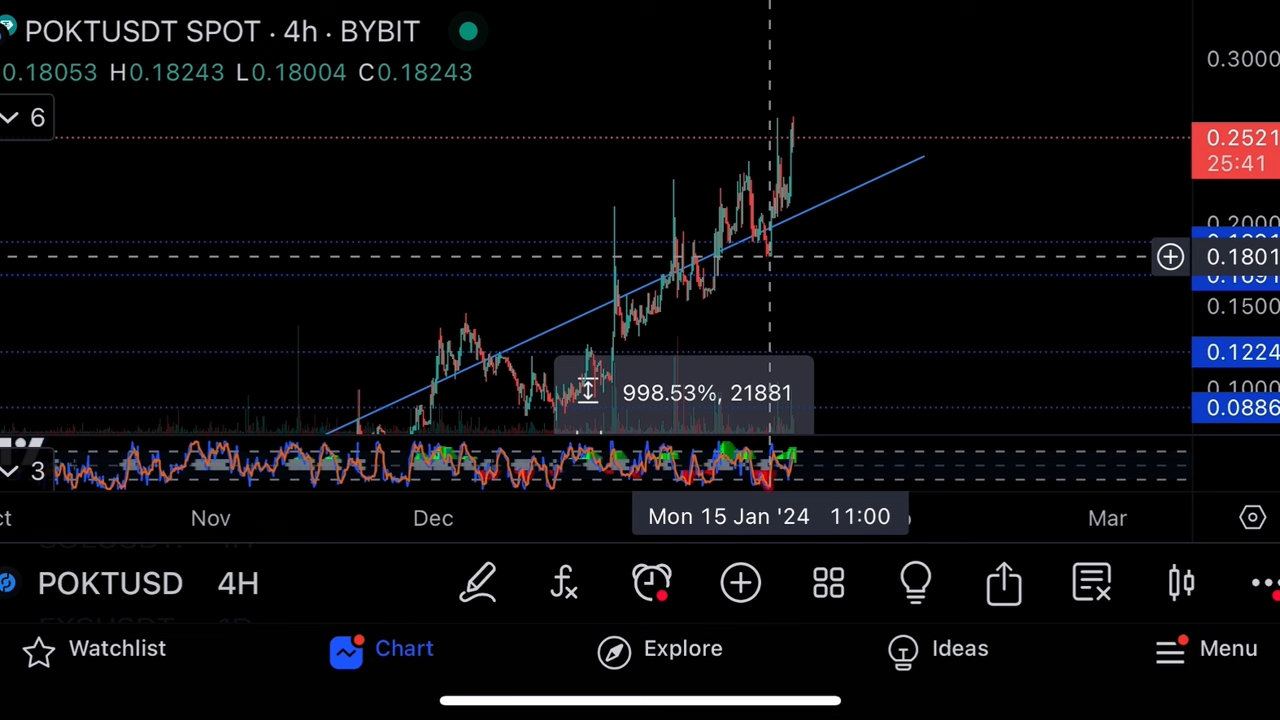 POKTUSDT SPOT · 4h · BYBIT
0.18053 H0.18243 L0.18004 C0.18243
6
0.3000
0.2521
25:41
0.2000
0.1801
0.1691
0.1500
0.1224
0.1000
0.0886
998.53%, 21881
3
Nov
Dec
Mon 15 Jan '24 11:00
Mar
POKTUSD 4H
Watchlist
Chart
Explore
Ideas
Menu